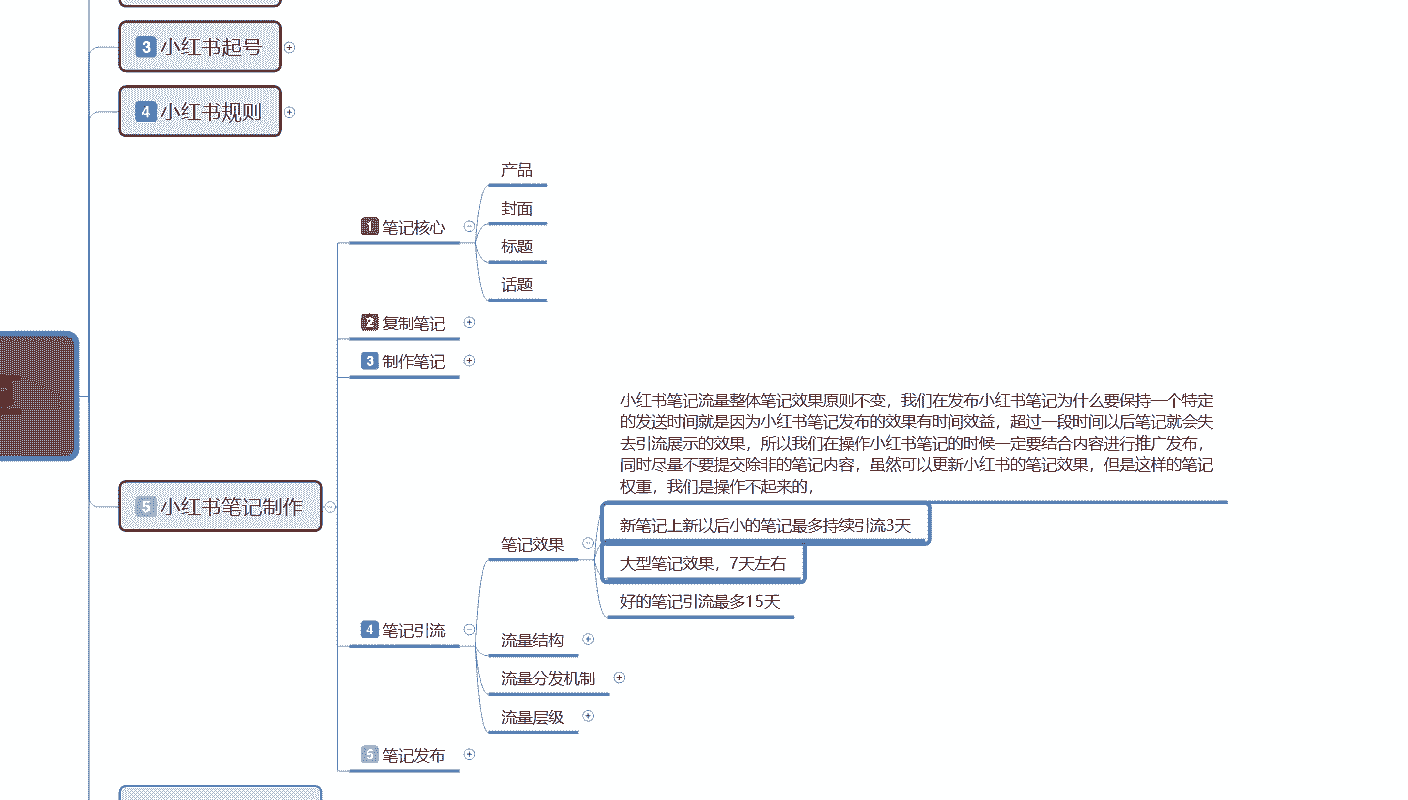 3 小红书起号
4 小红书规则
产品
封面
1 笔记核心
标题
话题
2 复制笔记
3 制作笔记
小红书笔记流量整体笔记效果原则不变，我们在发布小红书笔记为什么要保持一个特定
的发送时间就是因为小红书笔记发布的效果有时间效益，超过一段时间以后笔记就会失
去引流展示的效果，所以我们在操作小红书笔记的时候一定要结合内容进行推广发布，
同时尽量不要提交除非的笔记内容，虽然可以更新小红书的笔记效果，但是这样的笔记
权重，我们是操作不起来的，
5 小红书笔记制作
新笔记上新以后小的笔记最多持续引流3天
笔记效果
大型笔记效果，7天左右
好的笔记引流最多15天
4 笔记引流
流量结构
流量分发机制
流量层级
5 笔记发布